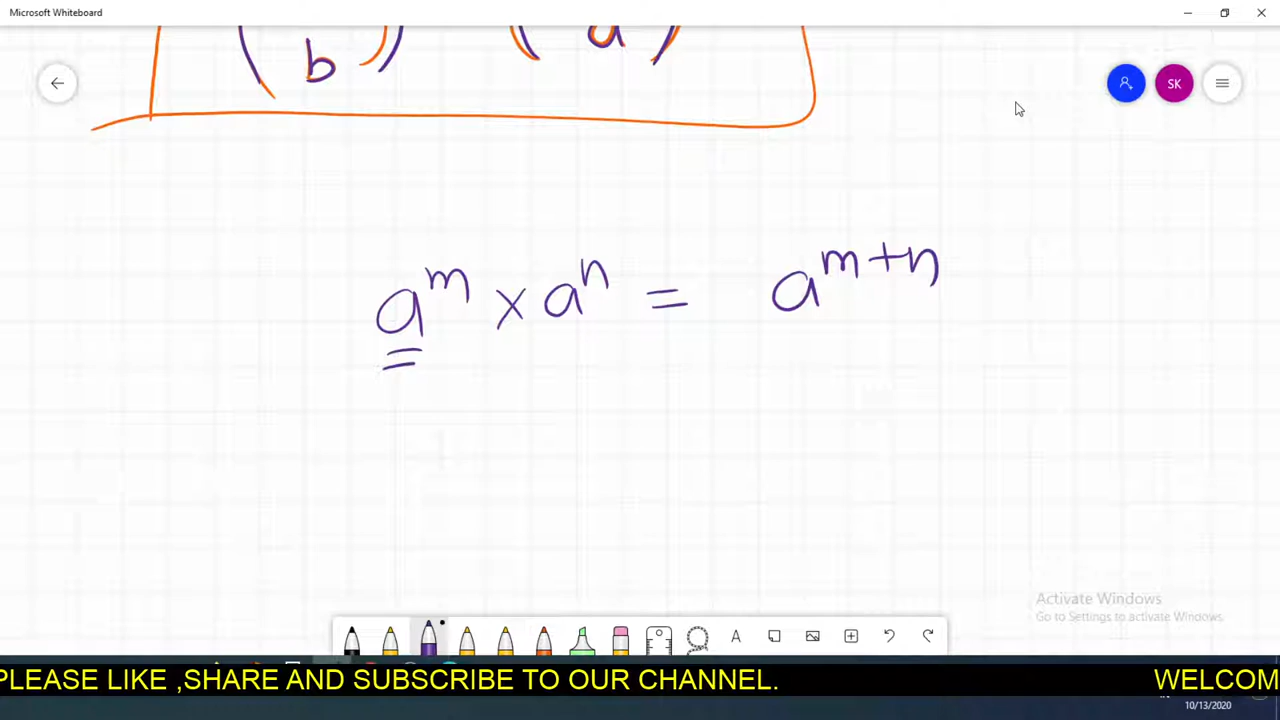 Microsoft Whiteboard
( b ) ( a )
SK
a^m × a^n = a^{m+n}
Activate Windows
Go to Settings to activate Windows.
A
PLEASE LIKE ,SHARE AND SUBSCRIBE TO OUR CHANNEL. WELCOM
10/13/2020